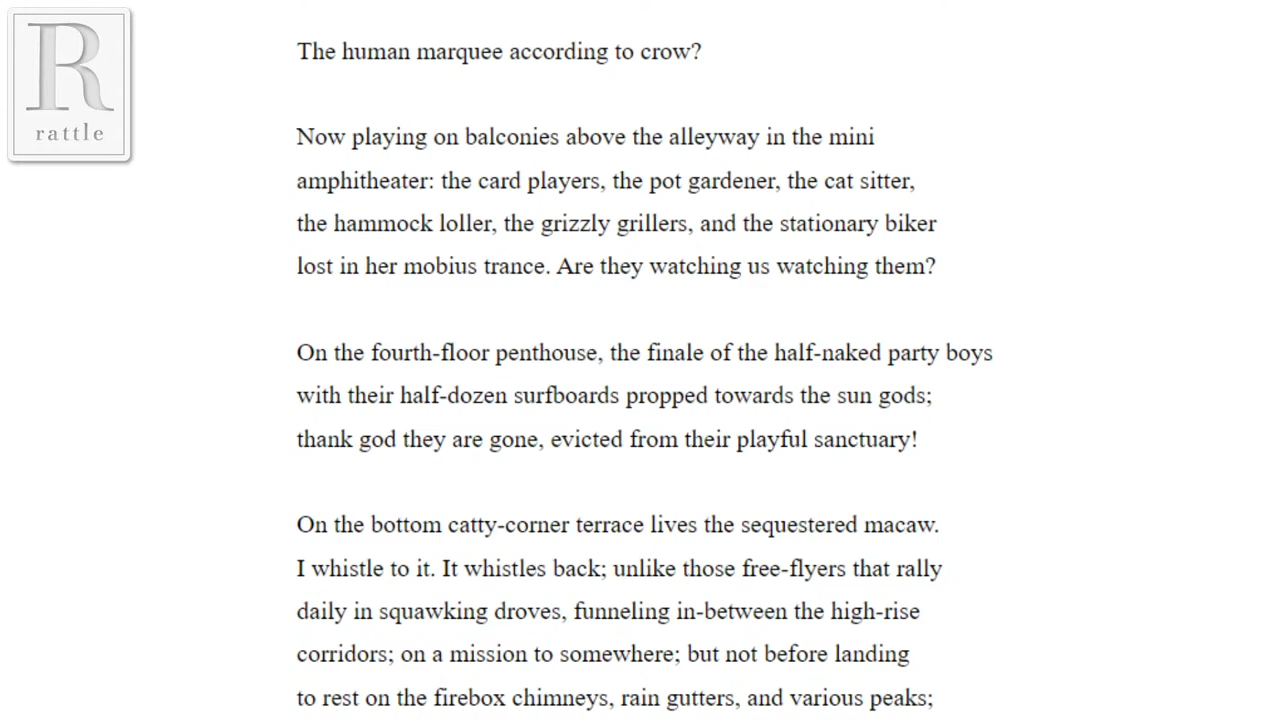 R
rattle
The human marquee according to crow?
Now playing on balconies above the alleyway in the mini
amphitheater: the card players, the pot gardener, the cat sitter,
the hammock loller, the grizzly grillers, and the stationary biker
lost in her mobius trance. Are they watching us watching them?
On the fourth-floor penthouse, the finale of the half-naked party boys
with their half-dozen surfboards propped towards the sun gods;
thank god they are gone, evicted from their playful sanctuary!
On the bottom catty-corner terrace lives the sequestered macaw.
I whistle to it. It whistles back; unlike those free-flyers that rally
daily in squawking droves, funneling in-between the high-rise
corridors; on a mission to somewhere; but not before landing
to rest on the firebox chimneys, rain gutters, and various peaks;